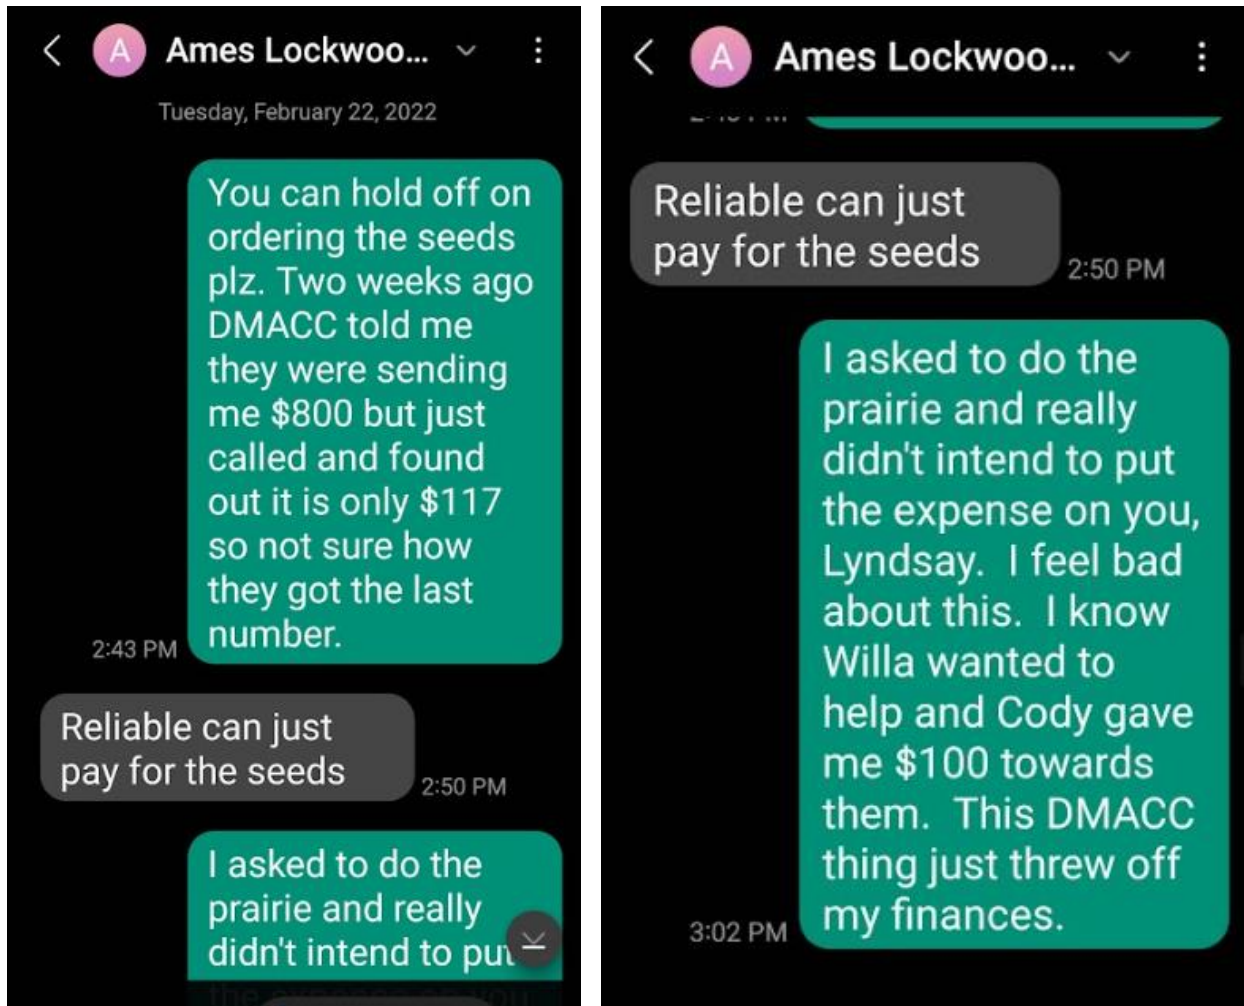 A
Ames Lockwoo...
Tuesday, February 22, 2022
You can hold off on
ordering the seeds
plz. Two weeks ago
DMACC told me
they were sending
me $800 but just
called and found
out it is only $117
so not sure how
they got the last
number.
2:43 PM
Reliable can just
pay for the seeds
2:50 PM
I asked to do the
prairie and really
didn't intend to put
A
Ames Lockwoo...
Reliable can just
pay for the seeds
2:50 PM
I asked to do the
prairie and really
didn't intend to put
the expense on you,
Lyndsay.  I feel bad
about this.  I know
Willa wanted to
help and Cody gave
me $100 towards
them.  This DMACC
thing just threw off
my finances.
3:02 PM